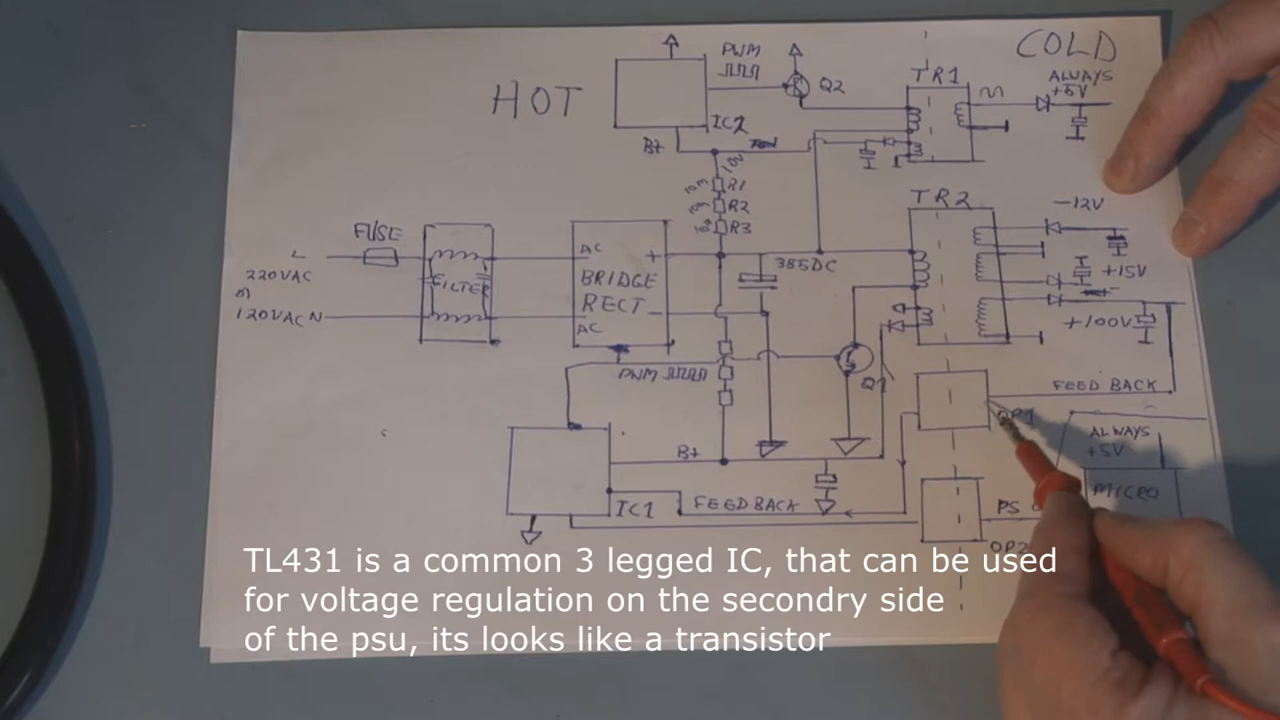 HOT
COLD
PWM
Q2
TR1
ALWAYS
+5V
IC2
B+
R1
R2
R3
TR2
-12V
FUSE
L
220VAC
120VAC N
FILTER
AC
+
BRIDGE
RECT
-
AC
385DC
+15V
+100V
PWM
Q1
FEED BACK
OP1
ALWAYS
+5V
B+
MICRO
IC1
FEED BACK
PS
OP2
TL431 is a common 3 legged IC, that can be used
for voltage regulation on the secondry side
of the psu, its looks like a transistor